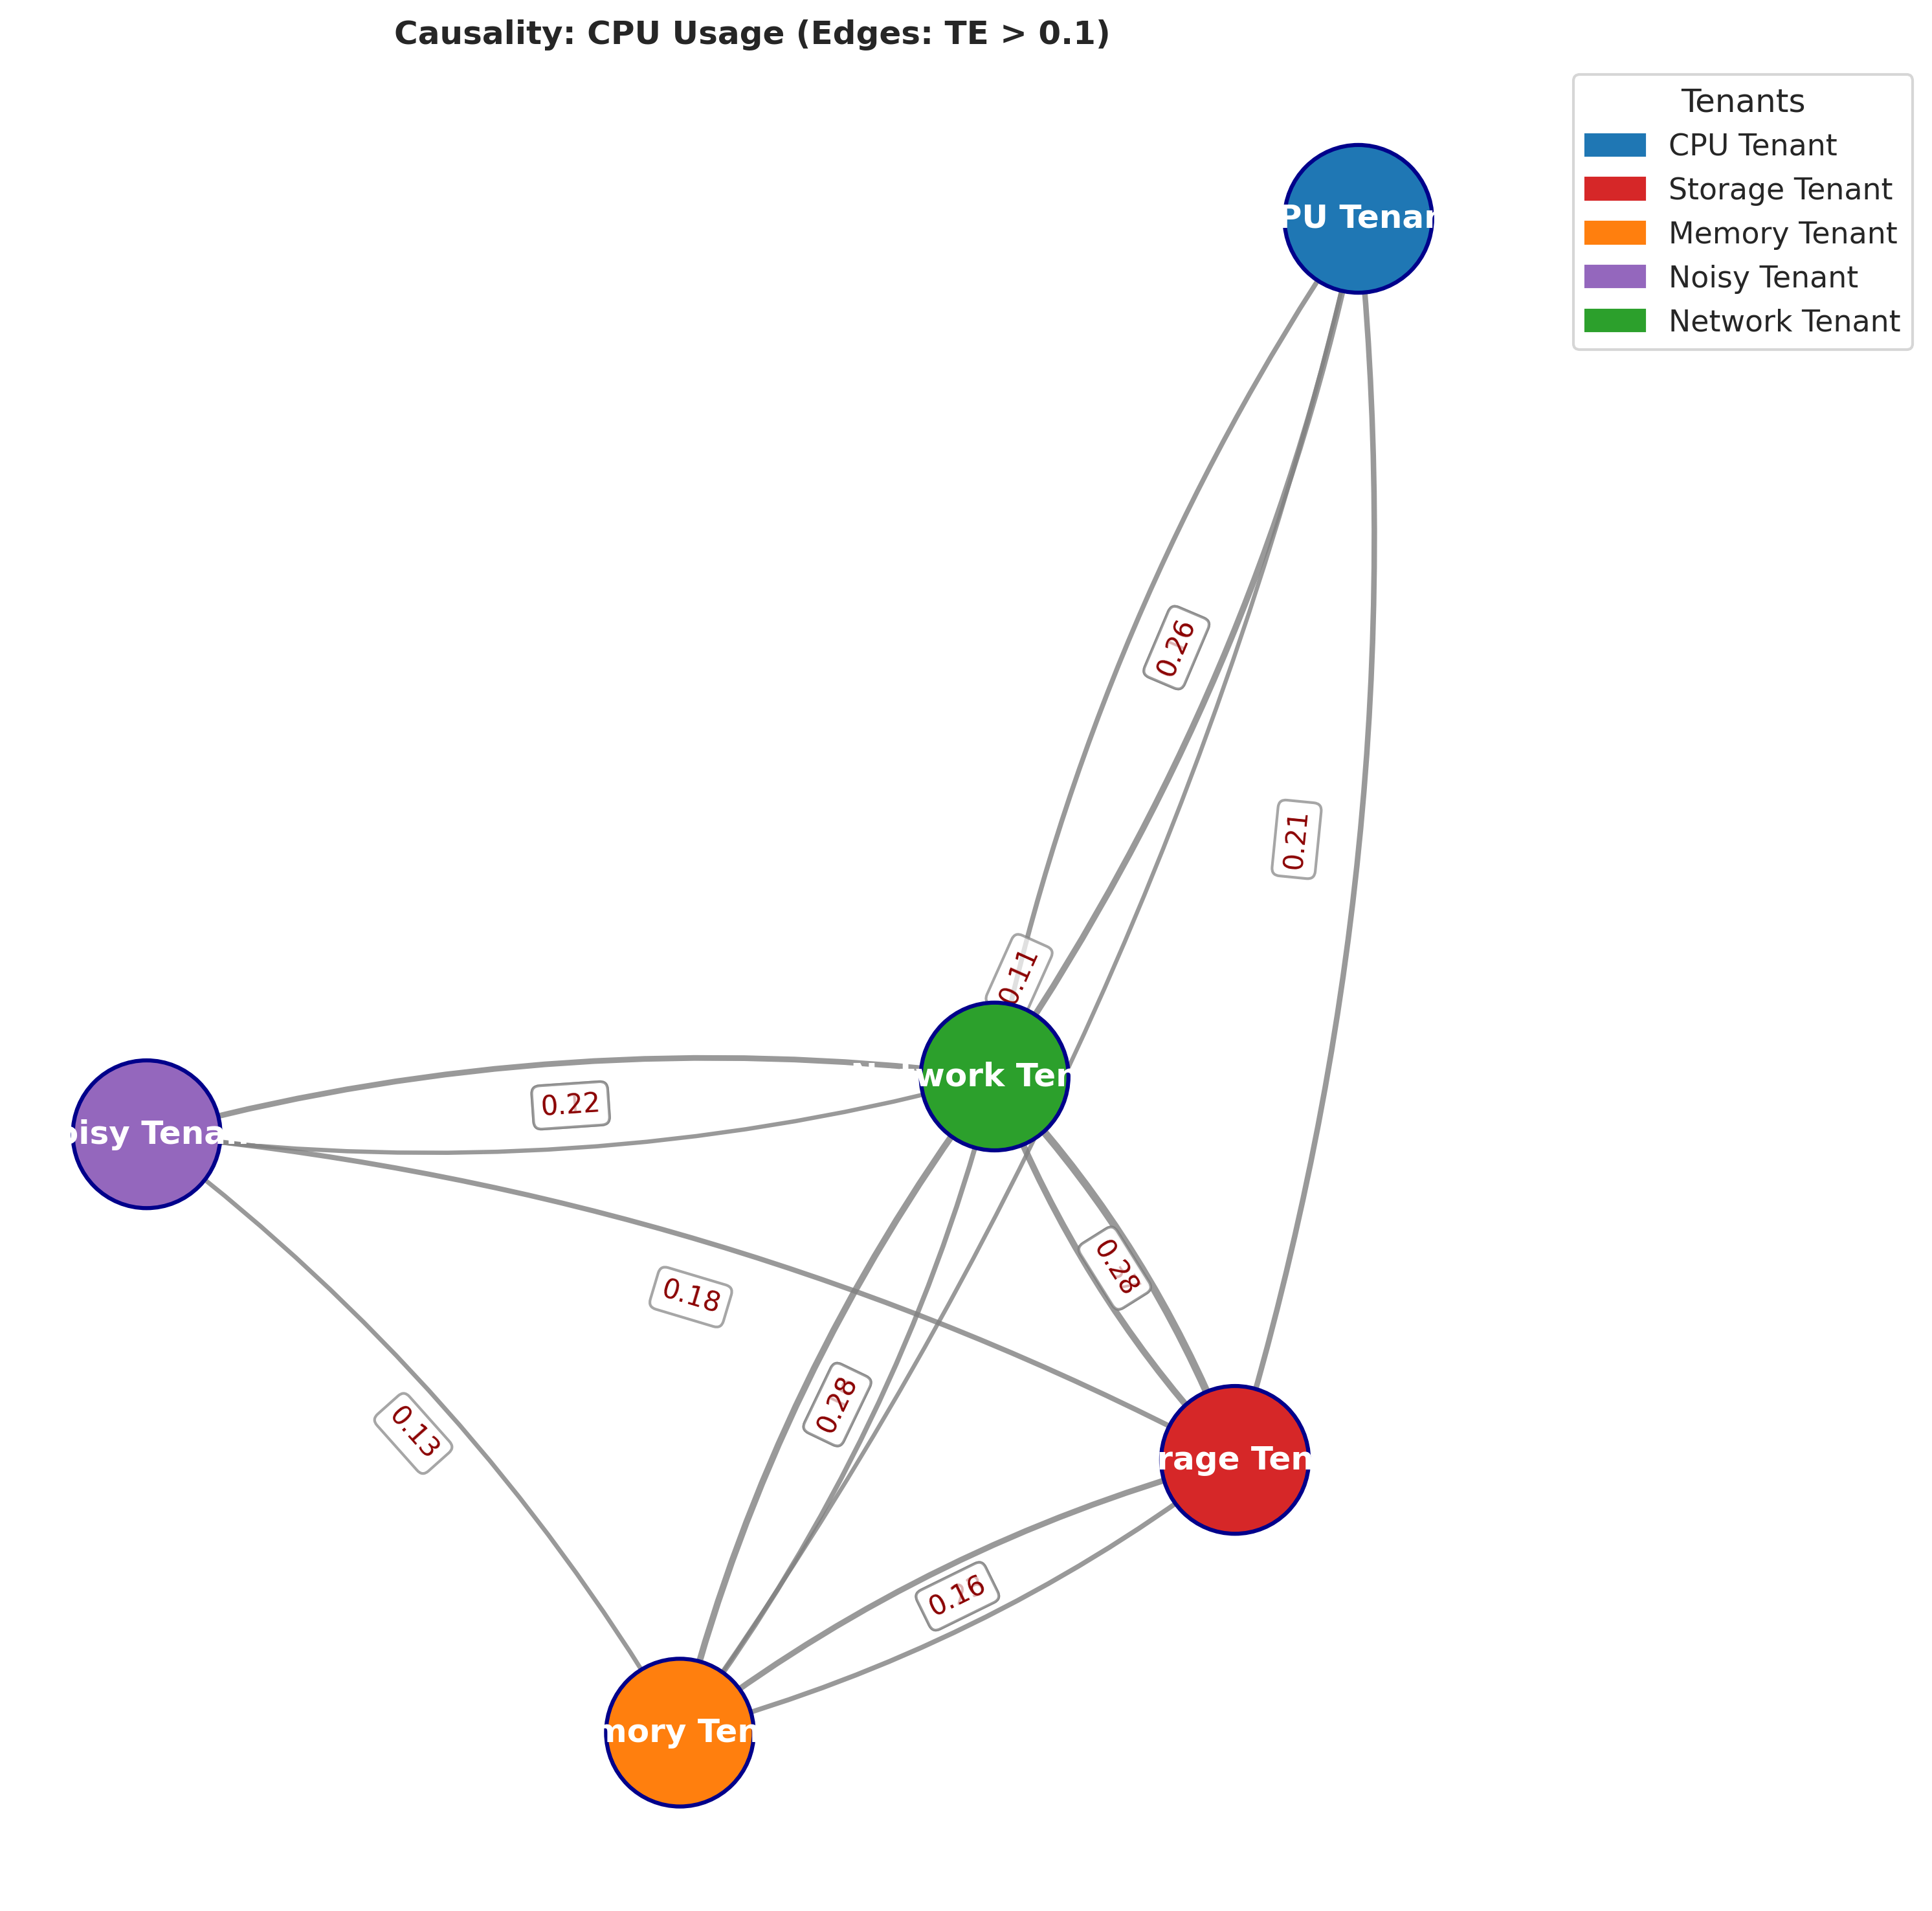 Causality: CPU Usage (Edges: TE > 0.1)
Tenants
CPU Tenant
Storage Tenant
Memory Tenant
Noisy Tenant
Network Tenant
PU Tenan
0.26
0.21
0.11
work Ten
0.22
oisy Tena
0.28
0.18
0.28
0.13
rage Ten
0.16
mory Ten